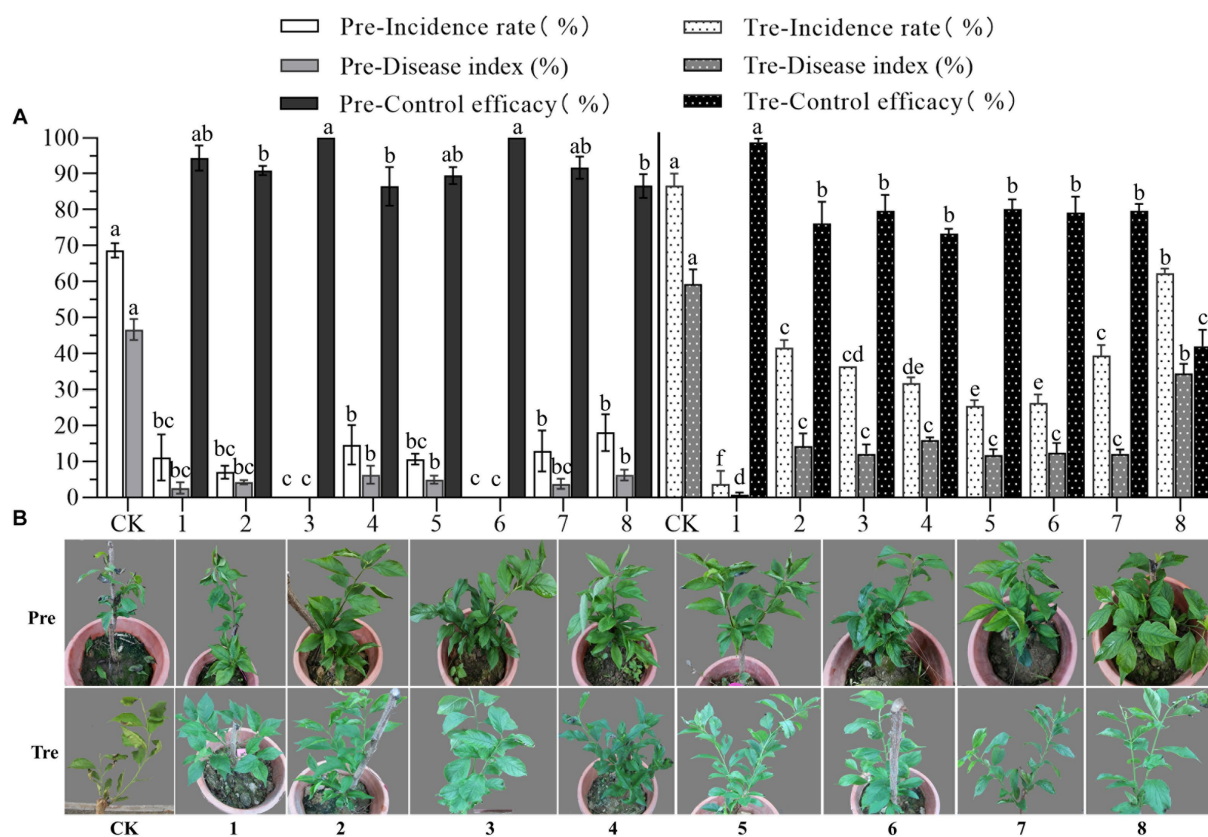 Pre-Incidence rate( %) Tre-Incidence rate( %)
Pre-Disease index (%) Tre-Disease index (%)
Pre-Control efficacy( %) Tre-Control efficacy( %)
A
100
90
80
70
60
50
40
30
20
10
0
a a bc bc ab bc bc b c c a b b b bc b ab c c a b bc ab b b b
a a f d a c c b cd c b de c b e c b e c b c c b b b c
CK 1 2 3 4 5 6 7 8 CK 1 2 3 4 5 6 7 8
B
Pre
Tre
CK 1 2 3 4 5 6 7 8